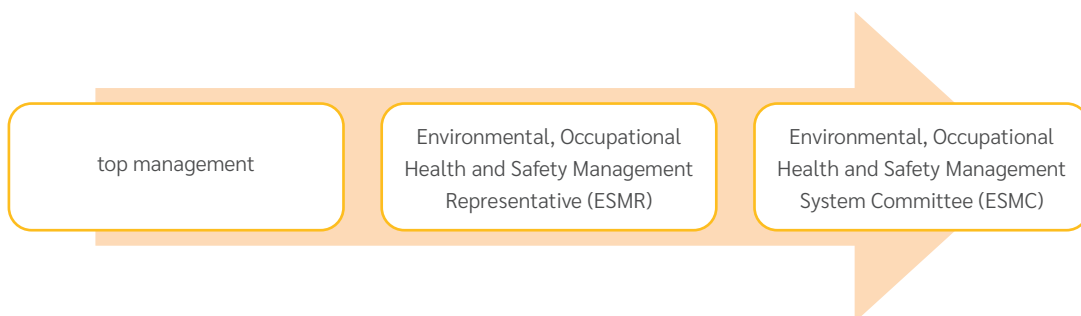 top management
Environmental, Occupational
Health and Safety Management
Representative (ESMR)
Environmental, Occupational
Health and Safety Management
System Committee (ESMC)